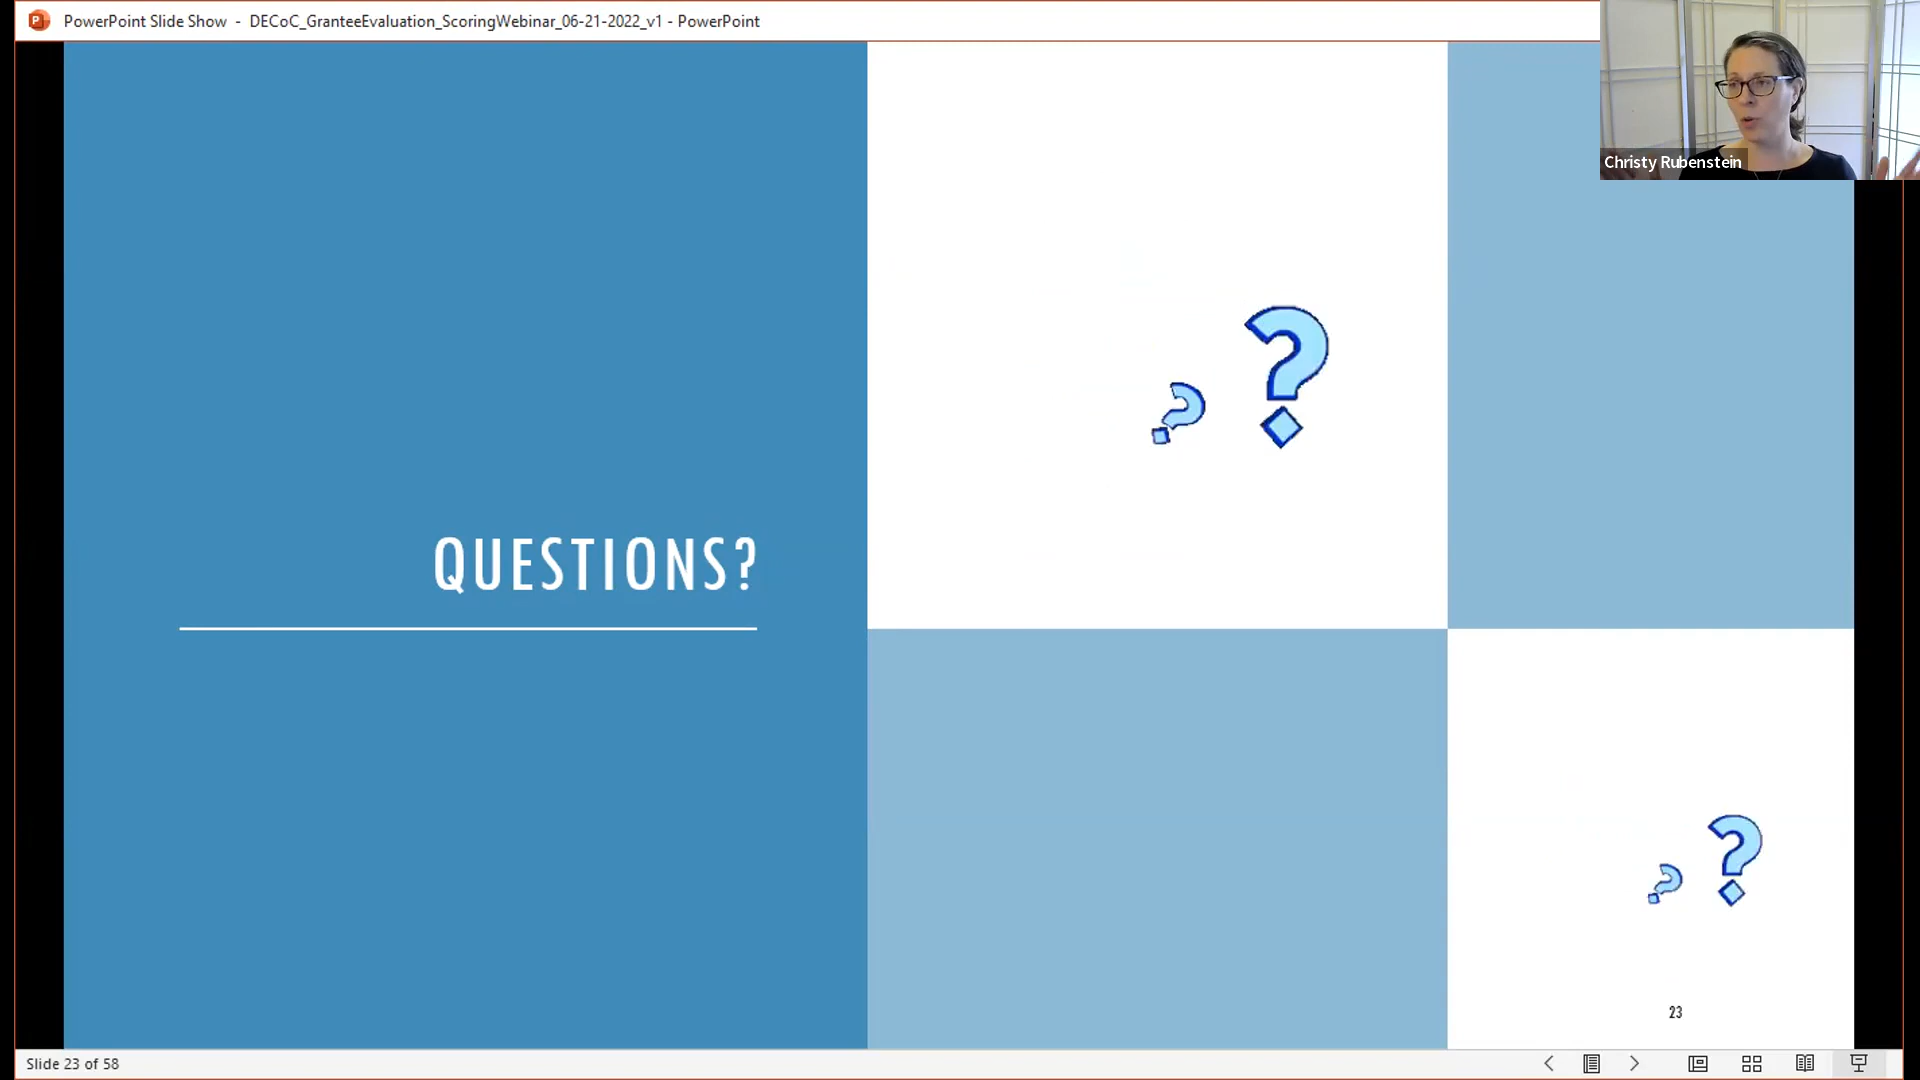 PowerPoint Slide Show - DECoC_GranteeEvaluation_ScoringWebinar_06-21-2022_v1 - PowerPoint
Christy Rubenstein
QUESTIONS?
23
Slide 23 of 58